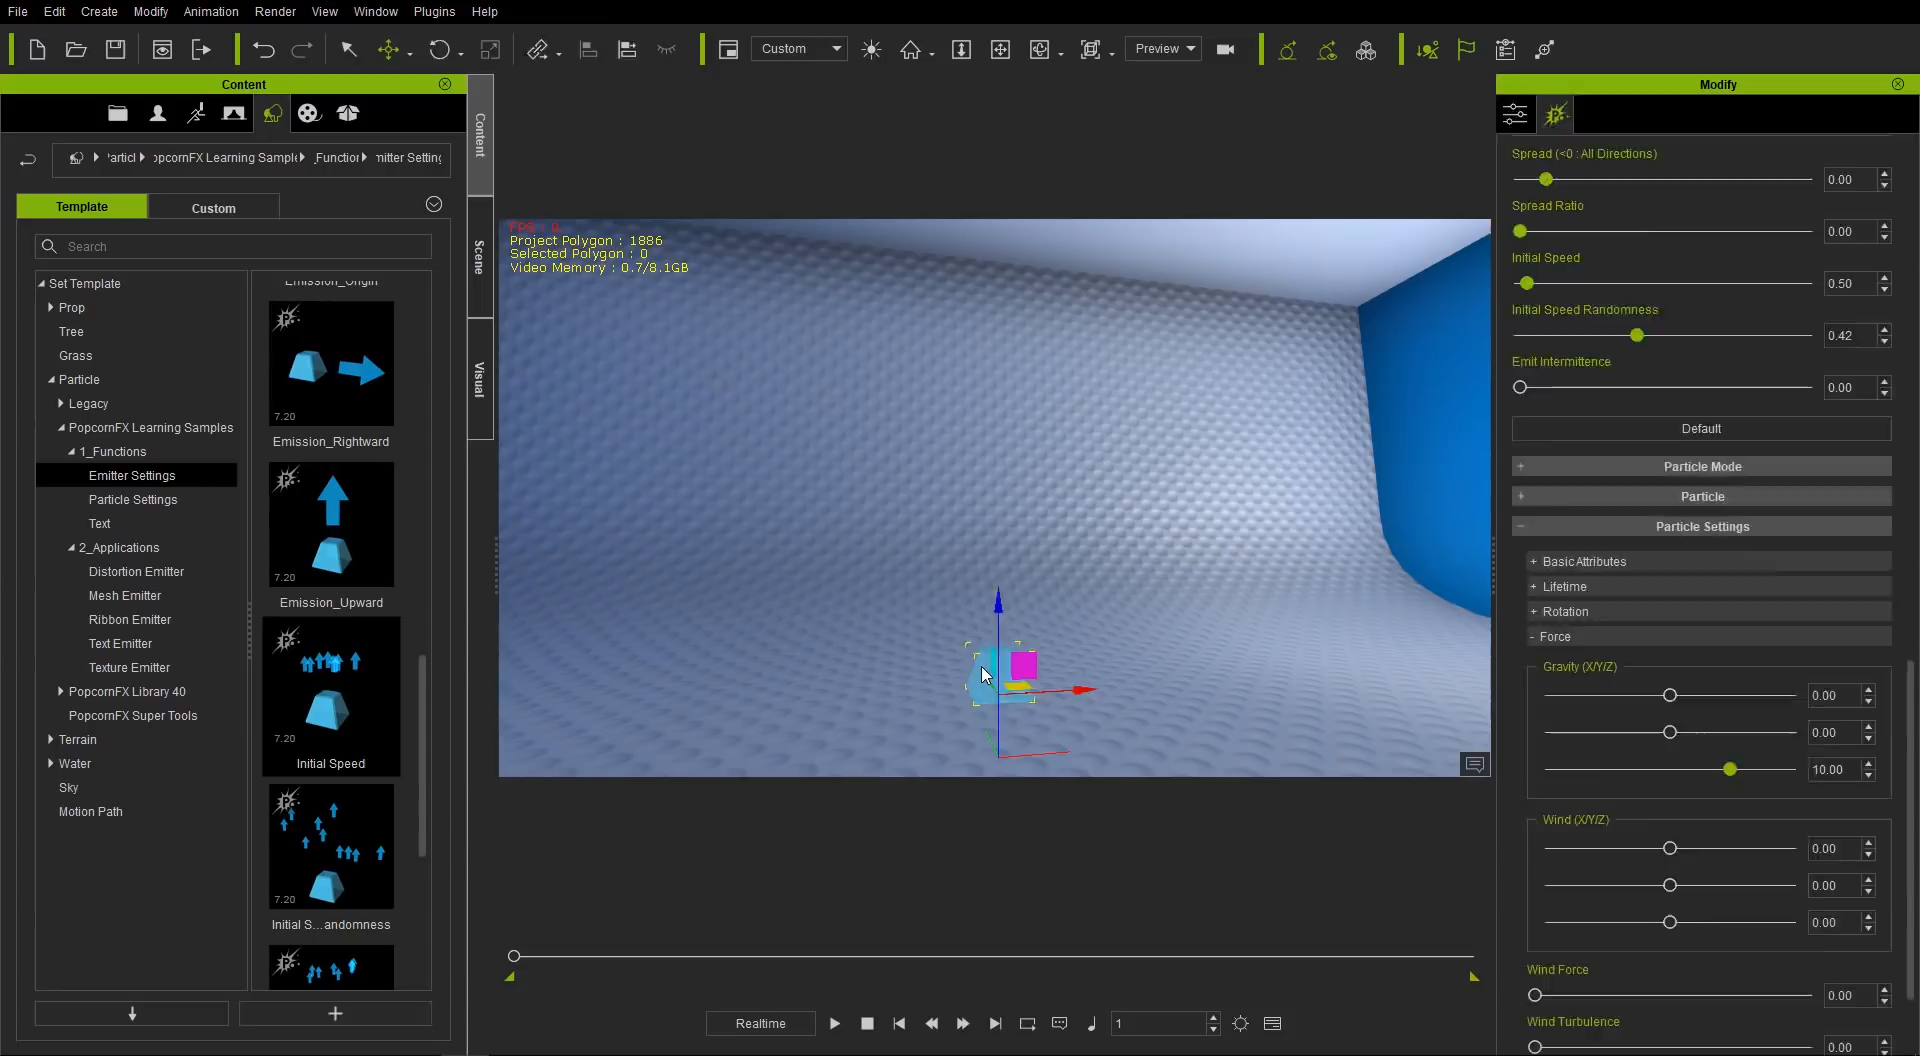 File Edit Create Modify Animation Render View Window Plugins Help
Custom
Preview
Content
Modify
Template
Custom
Search
Set Template
Prop
Tree
Grass
Particle
Legacy
PopcornFX Learning Samples
1_Functions
Emitter Settings
Particle Settings
Text
2_Applications
Distortion Emitter
Mesh Emitter
Ribbon Emitter
Text Emitter
Texture Emitter
PopcornFX Library 40
PopcornFX Super Tools
Terrain
Water
Sky
Motion Path
Emission_Origin
7.20
Emission_Rightward
7.20
Emission_Upward
7.20
Initial Speed
7.20
Initial S...andomness
Content
Scene
Visual
Project Polygon : 1886
Selected Polygon : 0
Video Memory : 0.7/8.1GB
Realtime
1
Spread (<0 : All Directions)
0.00
Spread Ratio
0.00
Initial Speed
0.50
Initial Speed Randomness
0.42
Emit Intermittence
0.00
Default
+ Particle Mode
+ Particle
- Particle Settings
+ Basic Attributes
+ Lifetime
+ Rotation
- Force
Gravity (X/Y/Z)
0.00
0.00
10.00
Wind (X/Y/Z)
0.00
0.00
0.00
Wind Force
0.00
Wind Turbulence
0.00